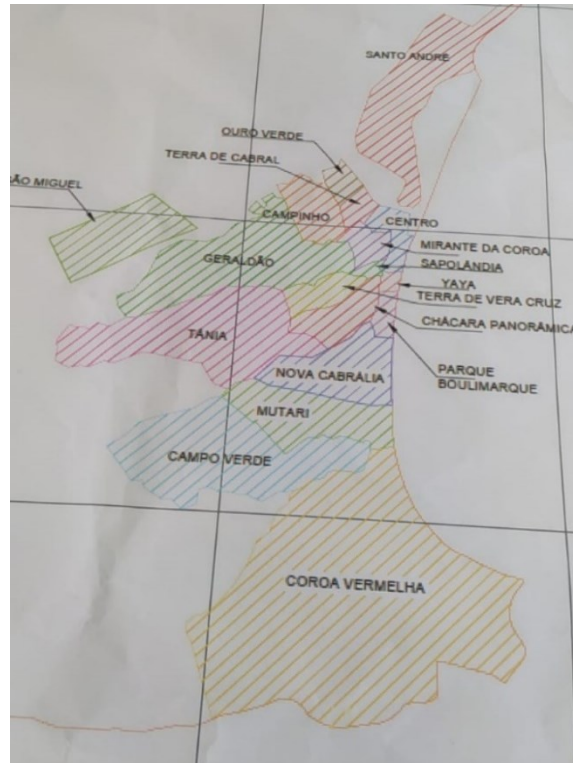 SANTO ANDRÉ
OURO VERDE
TERRA DE CABRAL
ÃO MIGUEL
CAMPINHO
CENTRO
MIRANTE DA COROA
GERALDÃO
SAPOLÂNDIA
YAYA
TERRA DE VERA CRUZ
CHÁCARA PANORÂMICA
TÂNIA
PARQUE
BOULIMARQUE
NOVA CABRÁLIA
MUTARI
CAMPO VERDE
COROA VERMELHA